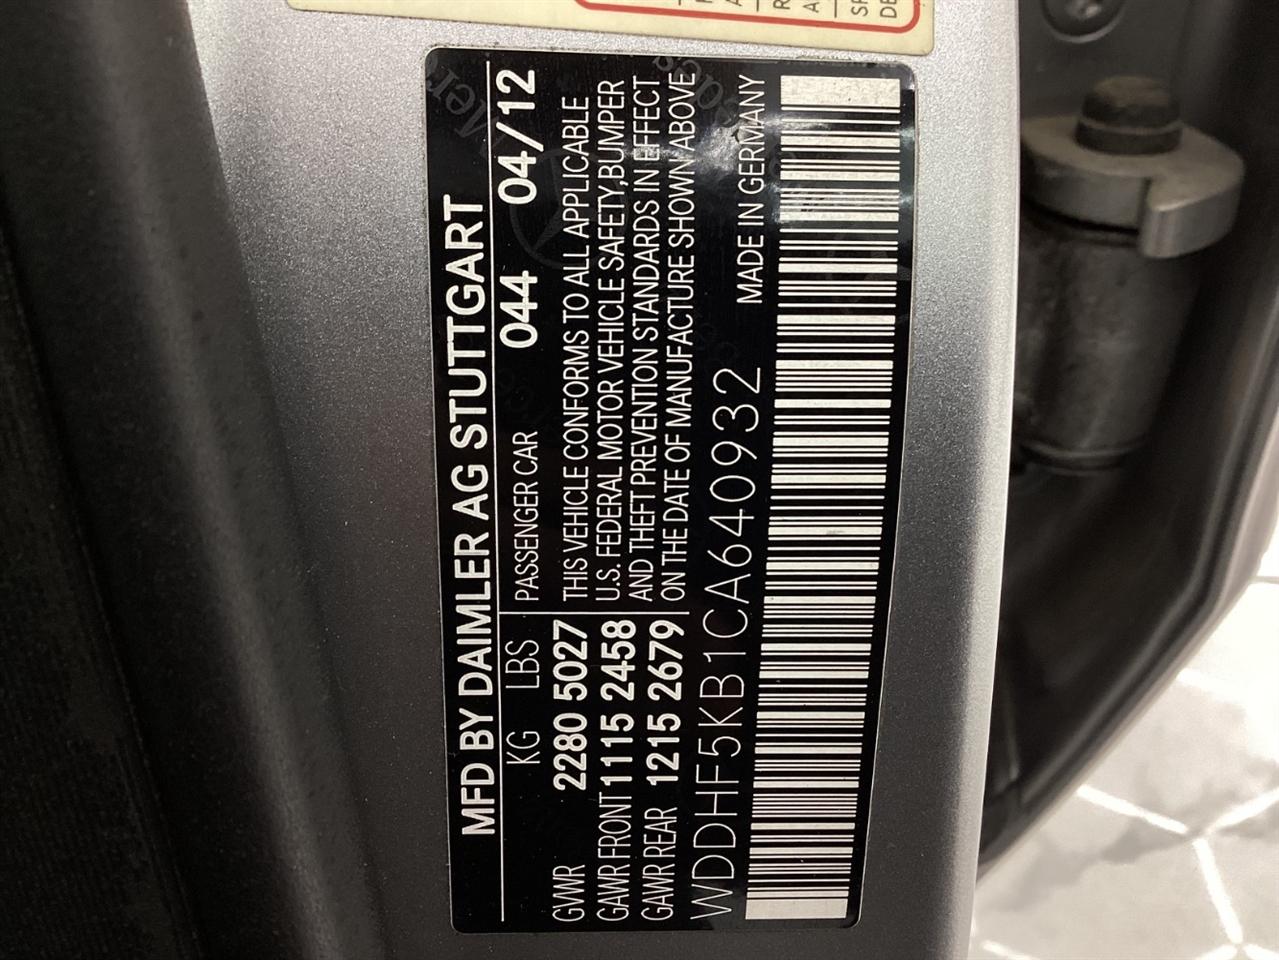 MFD BY DAIMLER AG STUTTGART
KG LBS
GVWR 2280 5027
GAWR FRONT 1115 2458
GAWR REAR 1215 2679
PASSENGER CAR 044 04/12
THIS VEHICLE CONFORMS TO ALL APPLICABLE
U.S. FEDERAL MOTOR VEHICLE SAFETY,BUMPER
AND THEFT PREVENTION STANDARDS IN EFFECT
ON THE DATE OF MANUFACTURE SHOWN ABOVE
WDDHF5KB1CA640932 MADE IN GERMANY